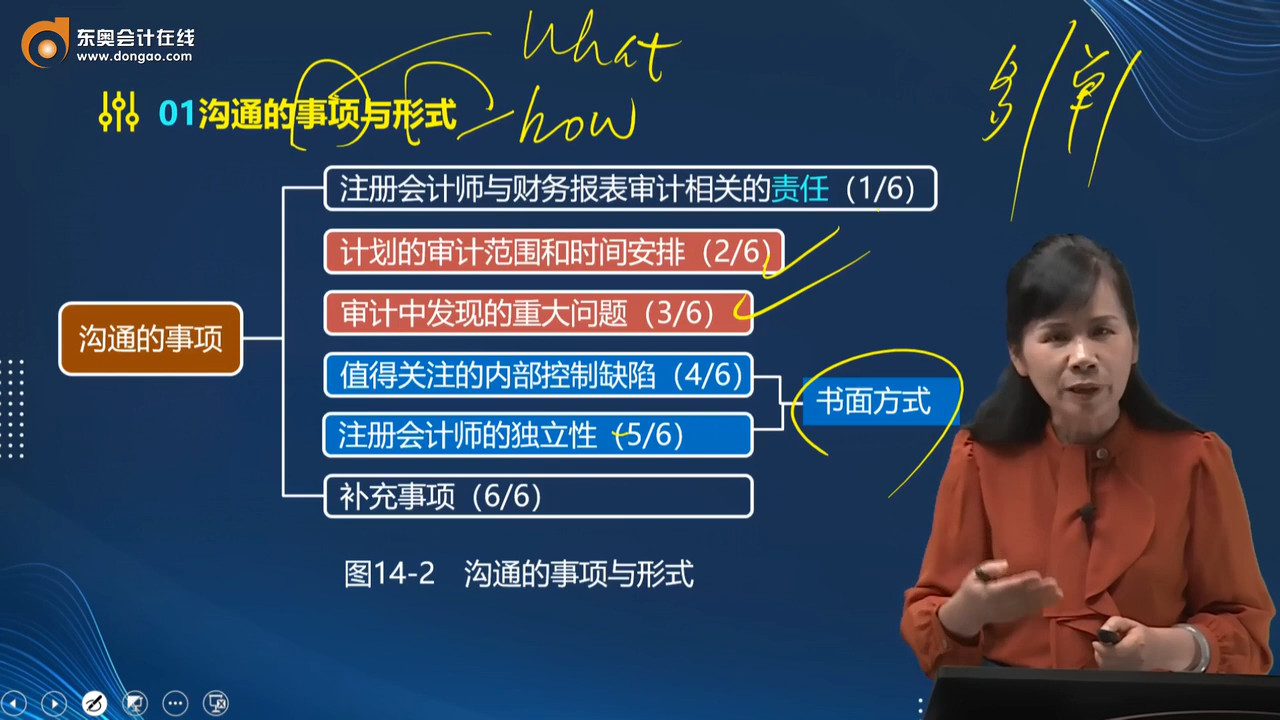 东奥会计在线
www.dongao.com
What
how
多/单/
01沟通的事项与形式
注册会计师与财务报表审计相关的责任（1/6）
计划的审计范围和时间安排（2/6）
审计中发现的重大问题（3/6）
沟通的事项
值得关注的内部控制缺陷（4/6）
书面方式
注册会计师的独立性（5/6）
补充事项（6/6）
图14-2 沟通的事项与形式